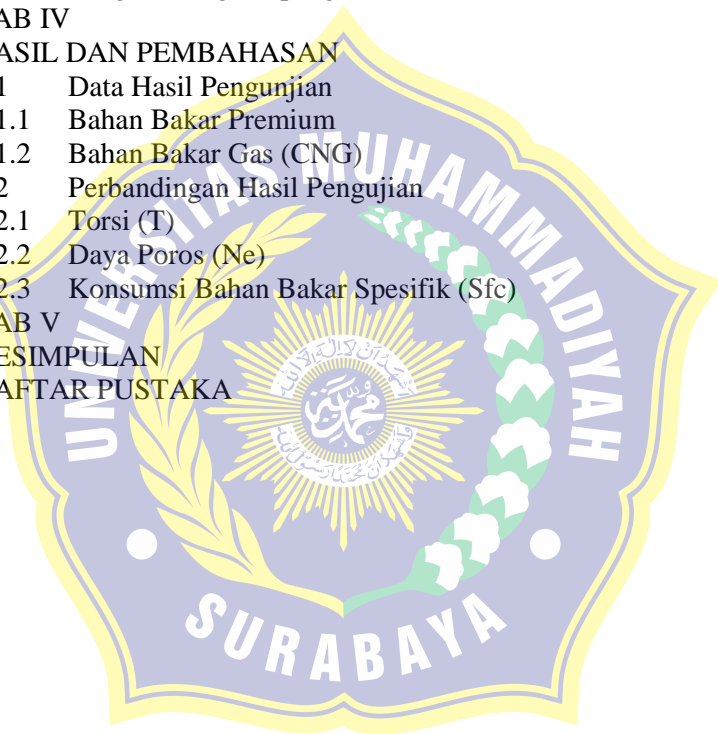 AB IV
ASIL DAN PEMBAHASAN
1 Data Hasil Pengunjian
1.1 Bahan Bakar Premium
1.2 Bahan Bakar Gas (CNG)
2 Perbandingan Hasil Pengujian
2.1 Torsi (T)
2.2 Daya Poros (Ne)
2.3 Konsumsi Bahan Bakar Spesifik (Sfc)
AB V
ESIMPULAN
AFTAR PUSTAKA
UNIVERSITAS MUHAMMADIYAH
SURABAYA